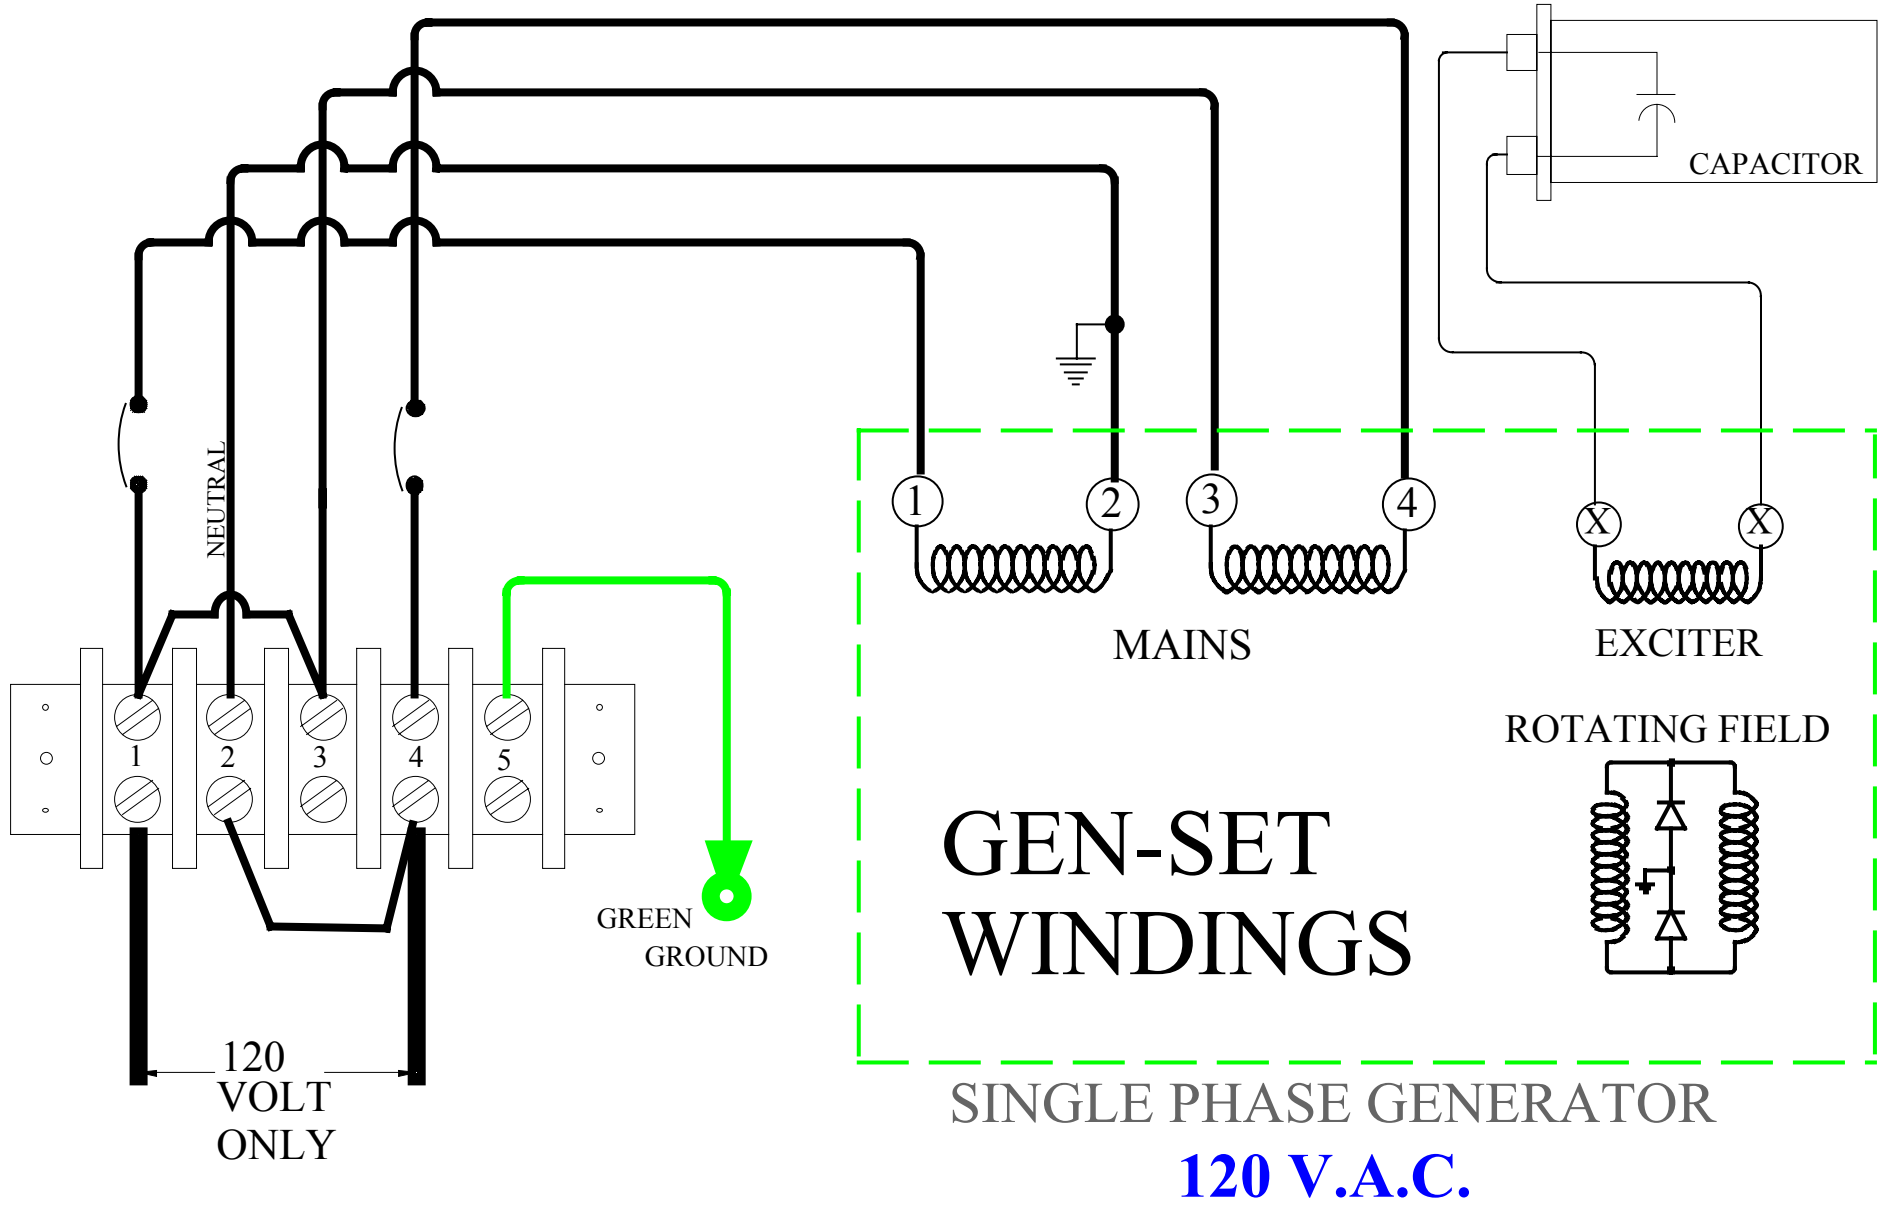 CAPACITOR
NEUTRAL
1
2
3
4
X
X
MAINS
EXCITER
1
2
3
4
5
ROTATING FIELD
GEN-SET
WINDINGS
GREEN
GROUND
120
VOLT
ONLY
SINGLE PHASE GENERATOR
120 V.A.C.